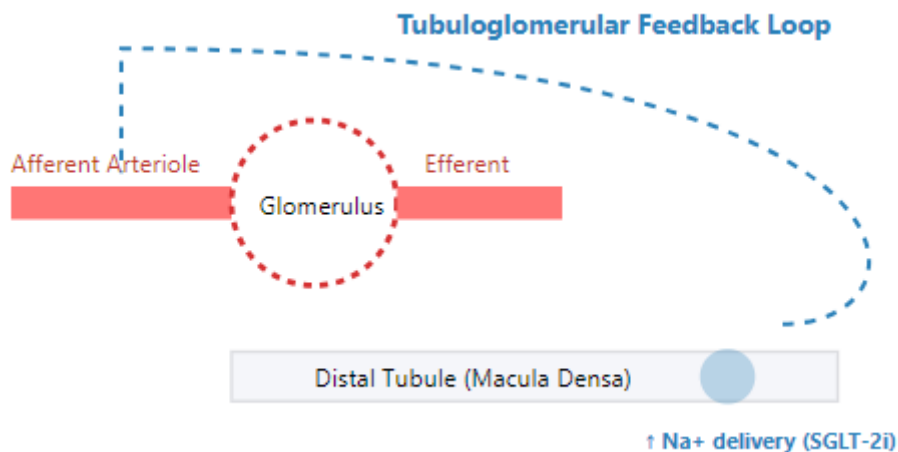 Tubuloglomerular Feedback Loop
Afferent Arteriole
Efferent
Glomerulus
Distal Tubule (Macula Densa)
↑ Na+ delivery (SGLT-2i)